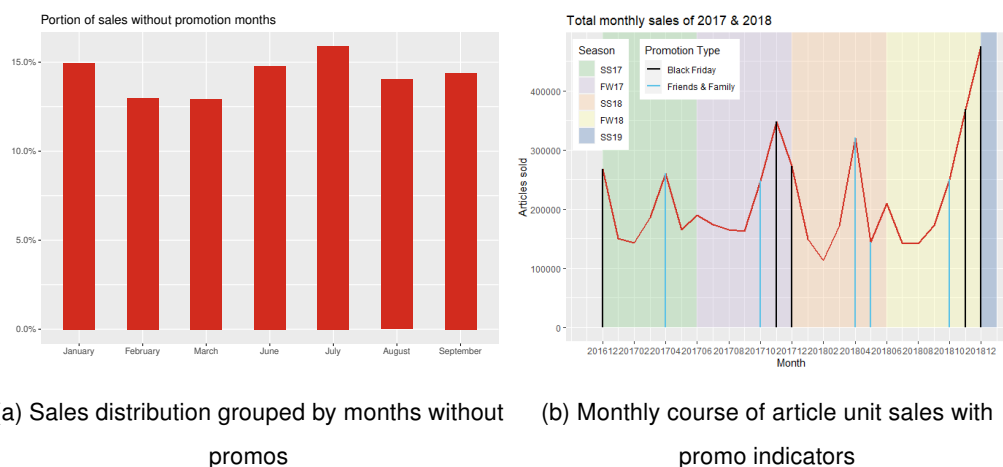 Portion of sales without promotion months
15.0%
10.0%
5.0%
0.0%
January February March June July August September
(a) Sales distribution grouped by months without
promos
Total monthly sales of 2017 & 2018
Season
SS17
FW17
SS18
FW18
SS19
Promotion Type
Black Friday
Friends & Family
Articles sold
400000
300000
200000
100000
0
201612 201702 201704 201706 201708 201710 201712 201802 201804 201806 201808 201810 201812
Month
(b) Monthly course of article unit sales with
promo indicators